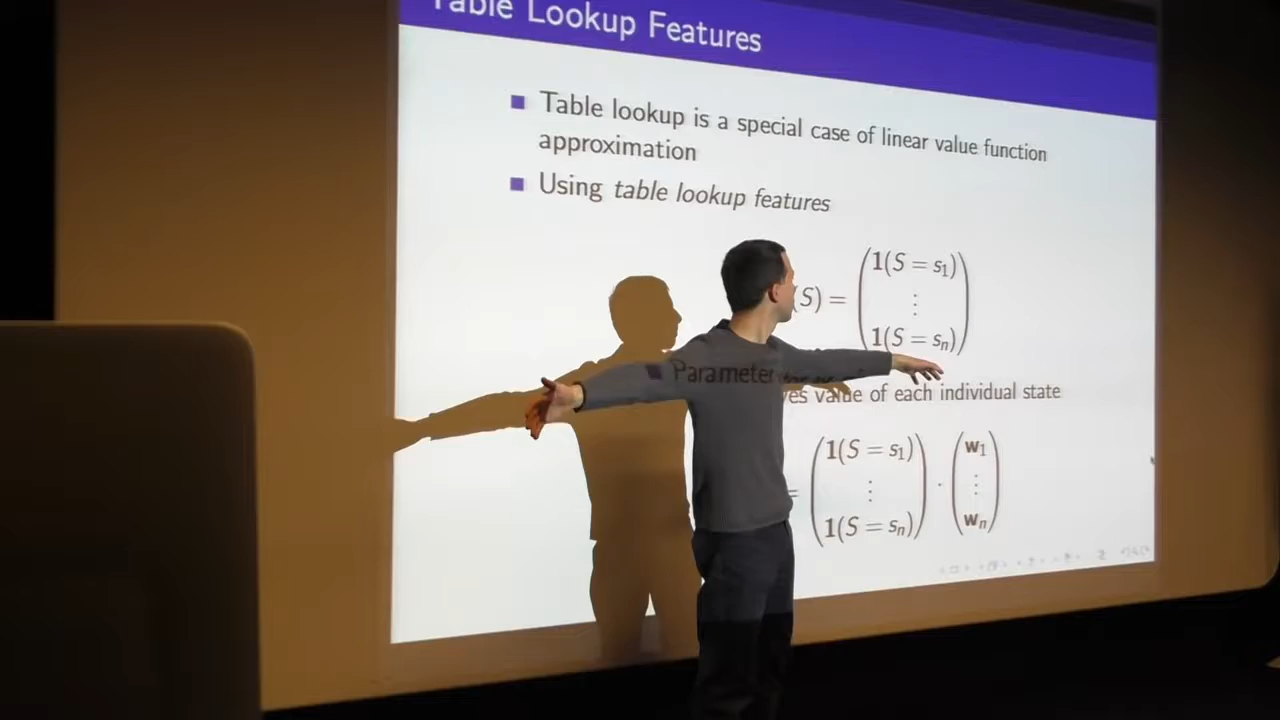 Table Lookup Features
Table lookup is a special case of linear value function
approximation
Using table lookup features
(S) = (1(S = s₁) ⋮ 1(S = sₙ))
Parameter value of each individual state
= (1(S = s₁) ⋮ 1(S = sₙ)) · (w₁ ⋮ wₙ)